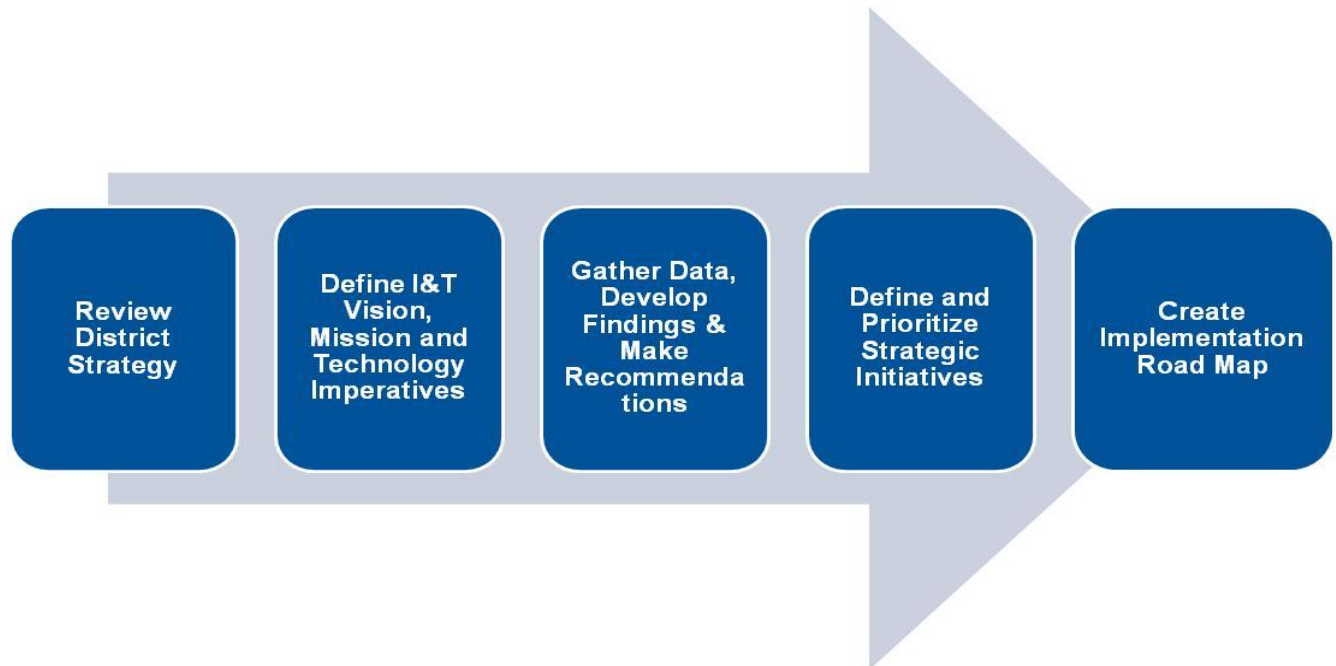 Review
District
Strategy
Define I&T
Vision,
Mission and
Technology
Imperatives
Gather Data,
Develop
Findings &
Make
Recommenda
tions
Define and
Prioritize
Strategic
Initiatives
Create
Implementation
Road Map